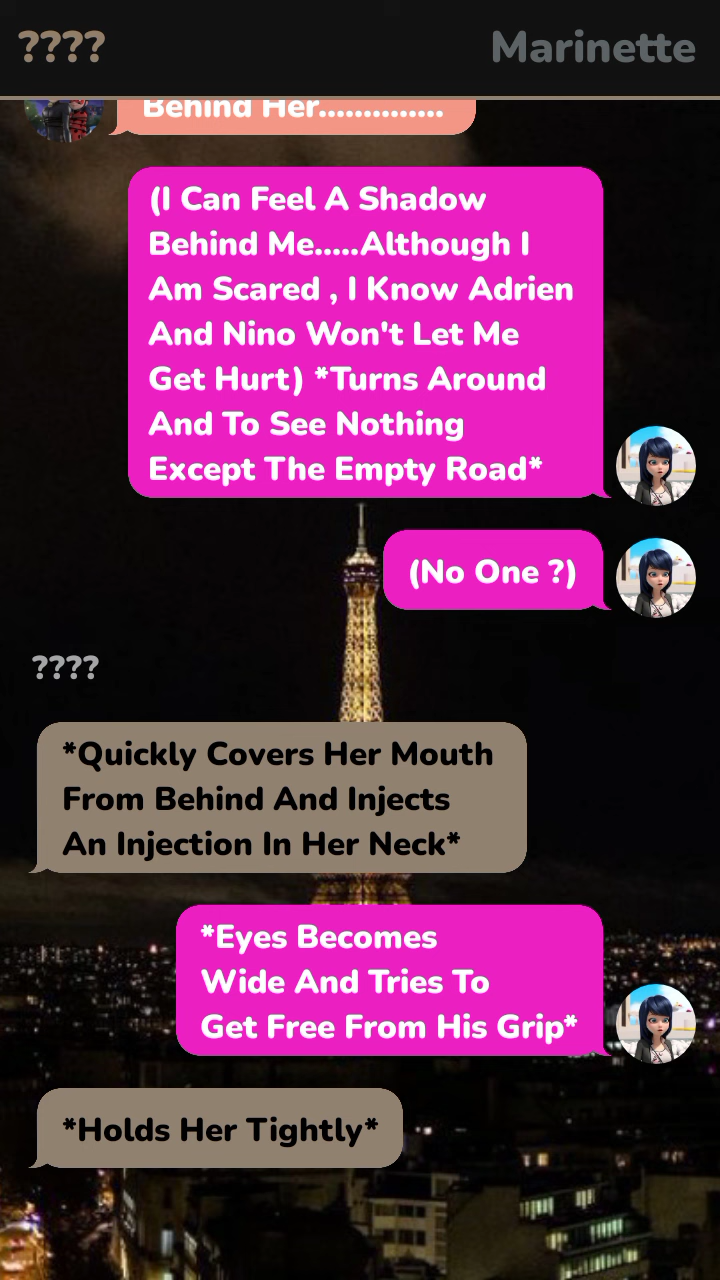 ???? Marinette
Behind Her..............
(I Can Feel A Shadow
Behind Me.....Although I
Am Scared , I Know Adrien
And Nino Won't Let Me
Get Hurt) *Turns Around
And To See Nothing
Except The Empty Road*
(No One ?)
????
*Quickly Covers Her Mouth
From Behind And Injects
An Injection In Her Neck*
*Eyes Becomes
Wide And Tries To
Get Free From His Grip*
*Holds Her Tightly*